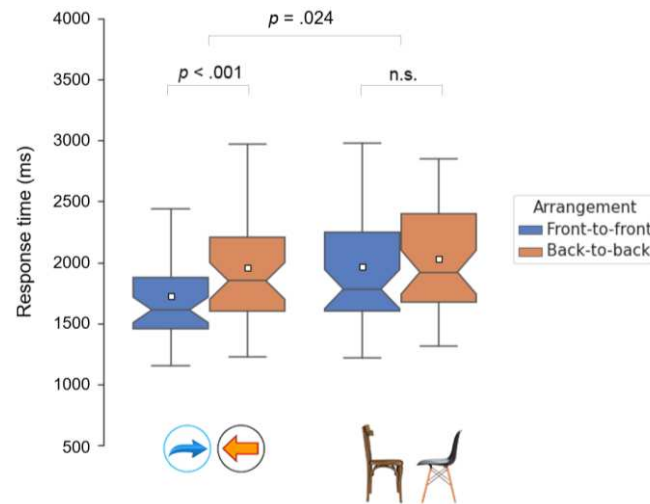 4000
3500
3000
2500
2000
1500
1000
500
Response time (ms)
p = .024
p < .001
n.s.
Arrangement
Front-to-front
Back-to-back